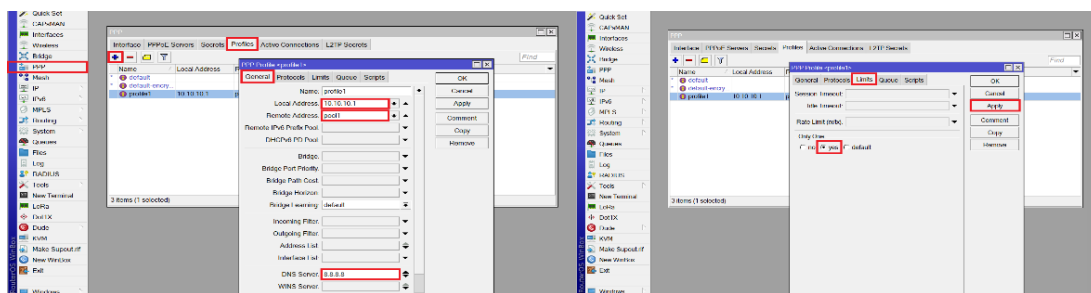 Quick Set
CAPsMAN
Interfaces
Wireless
Bridge
PPP
Mesh
IP
IPv6
MPLS
Routing
System
Queues
Files
Log
RADIUS
Tools
New Terminal
LoRa
Dot1X
Dude
KVM
Make Supout.rif
New WinBox
Exit
Windows
PPP
Interface PPPoE Servers Secrets Profiles Active Connections L2TP Secrets
Find
Name Local Address
default
default-encry...
profile1 10.10.10.1
3 items (1 selected)
PPP Profile <profile1>
General Protocols Limits Queue Scripts
Name: profile1
Local Address: 10.10.10.1
Remote Address: pool1
Remote IPv6 Prefix Pool:
DHCPv6 PD Pool:
Bridge:
Bridge Port Priority:
Bridge Path Cost:
Bridge Horizon:
Bridge Learning: default
Incoming Filter:
Outgoing Filter:
Address List:
Interface List:
DNS Server: 8.8.8.8
WINS Server:
OK
Cancel
Apply
Comment
Copy
Remove
Quick Set
CAPsMAN
Interfaces
Wireless
Bridge
PPP
Mesh
IP
IPv6
MPLS
Routing
System
Queues
Files
Log
RADIUS
Tools
New Terminal
LoRa
Dot1X
Dude
KVM
Make Supout.rif
New WinBox
Exit
Windows
PPP
Interface PPPoE Servers Secrets Profiles Active Connections L2TP Secrets
Find
Name Local Address
default
default-encry
profile1 10.10.10.1
3 items (1 selected)
PPP Profile <profile1>
General Protocols Limits Queue Scripts
Session Timeout:
Idle Timeout:
Rate Limit (rx/tx):
Only One
no yes default
OK
Cancel
Apply
Comment
Copy
Remove